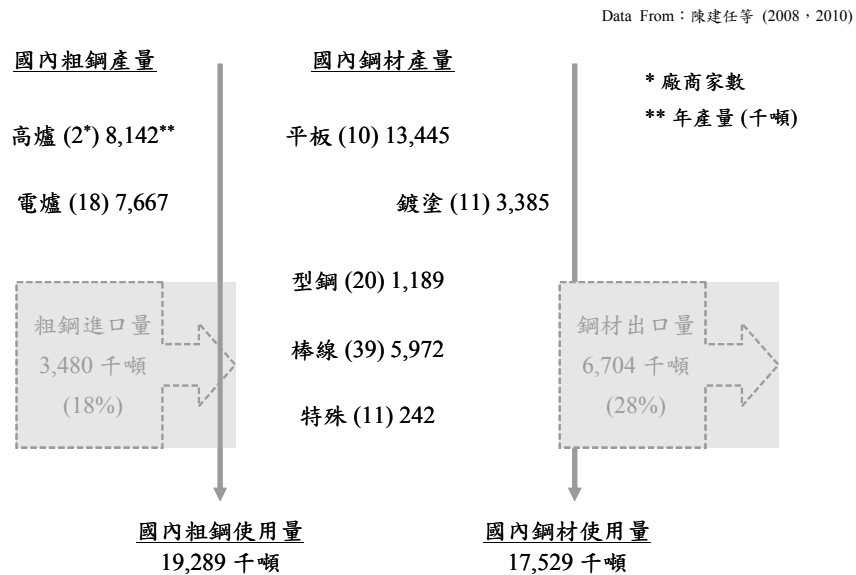 Data From：陳建任等 (2008，2010)
國內粗鋼產量
國內鋼材產量
* 廠商家數
** 年產量 (千噸)
高爐 (2*) 8,142**
平板 (10) 13,445
電爐 (18) 7,667
鍍塗 (11) 3,385
型鋼 (20) 1,189
粗鋼進口量
3,480 千噸
(18%)
棒線 (39) 5,972
鋼材出口量
6,704 千噸
(28%)
特殊 (11) 242
國內粗鋼使用量
19,289 千噸
國內鋼材使用量
17,529 千噸